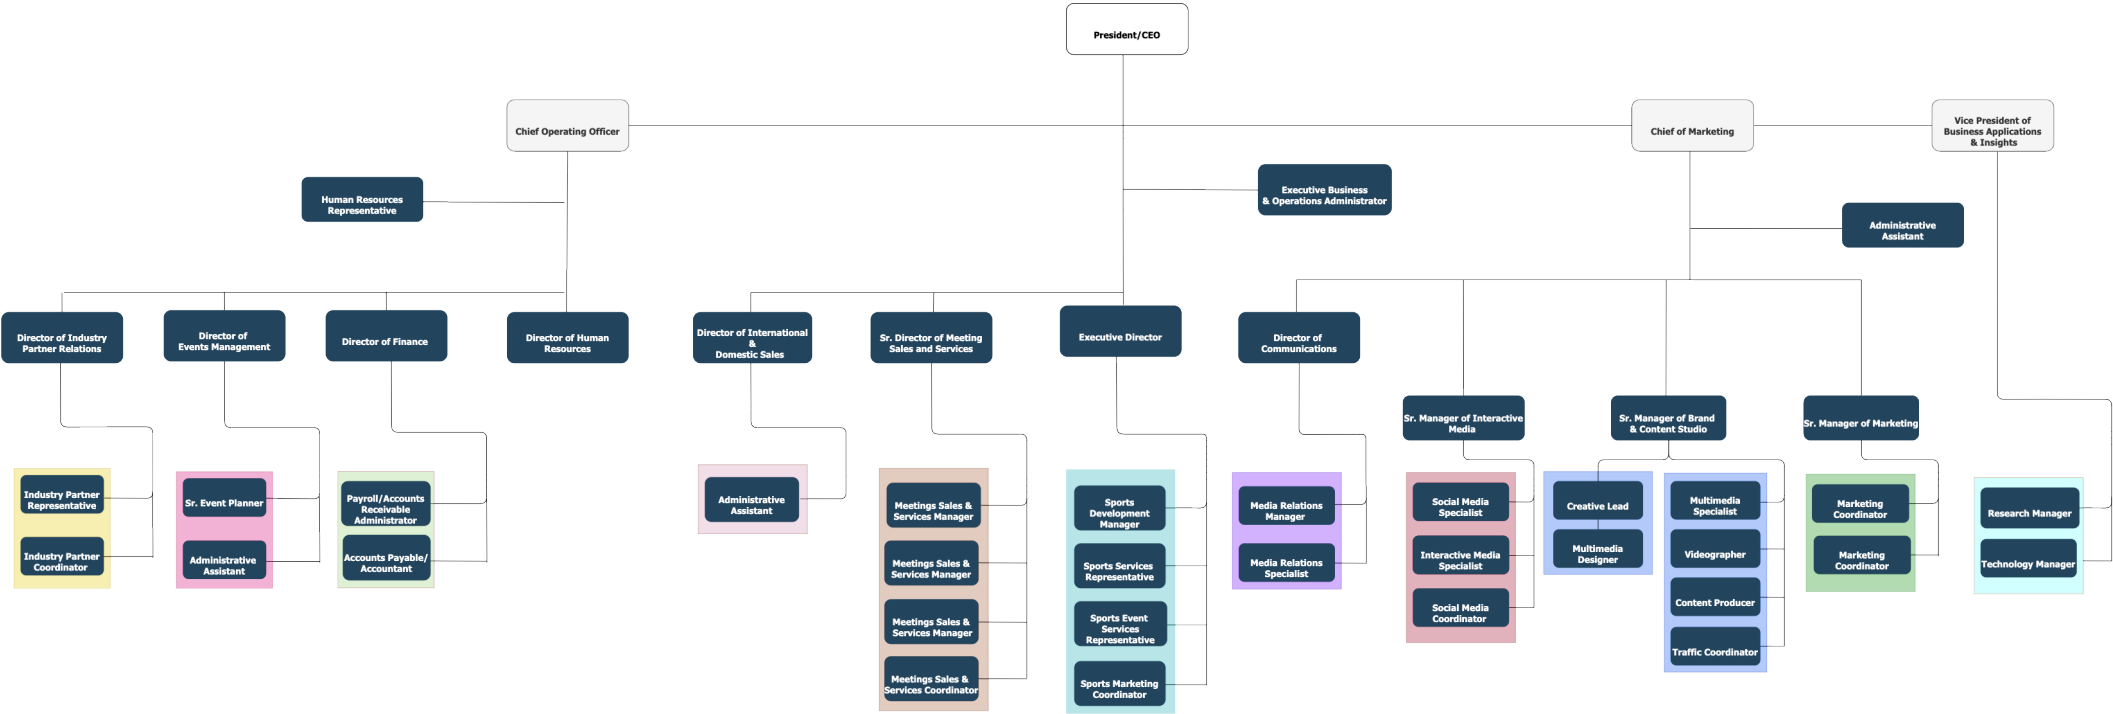 President/CEO
Chief Operating Officer
Chief of Marketing
Vice President of
Business Applications
& Insights
Human Resources
Representative
Executive Business
& Operations Administrator
Administrative
Assistant
Director of Industry
Partner Relations
Director of
Events Management
Director of Finance
Director of Human
Resources
Director of International
&
Domestic Sales
Sr. Director of Meeting
Sales and Services
Executive Director
Director of
Communications
Sr. Manager of Interactive
Media
Sr. Manager of Brand
& Content Studio
Sr. Manager of Marketing
Industry Partner
Representative
Industry Partner
Coordinator
Sr. Event Planner
Administrative
Assistant
Payroll/Accounts
Receivable
Administrator
Accounts Payable/
Accountant
Administrative
Assistant
Meetings Sales &
Services Manager
Meetings Sales &
Services Manager
Meetings Sales &
Services Manager
Meetings Sales &
Services Coordinator
Sports
Development
Manager
Sports Services
Representative
Sports Event
Services
Representative
Sports Marketing
Coordinator
Media Relations
Manager
Media Relations
Specialist
Social Media
Specialist
Interactive Media
Specialist
Social Media
Coordinator
Creative Lead
Multimedia
Designer
Multimedia
Specialist
Videographer
Content Producer
Traffic Coordinator
Marketing
Coordinator
Marketing
Coordinator
Research Manager
Technology Manager